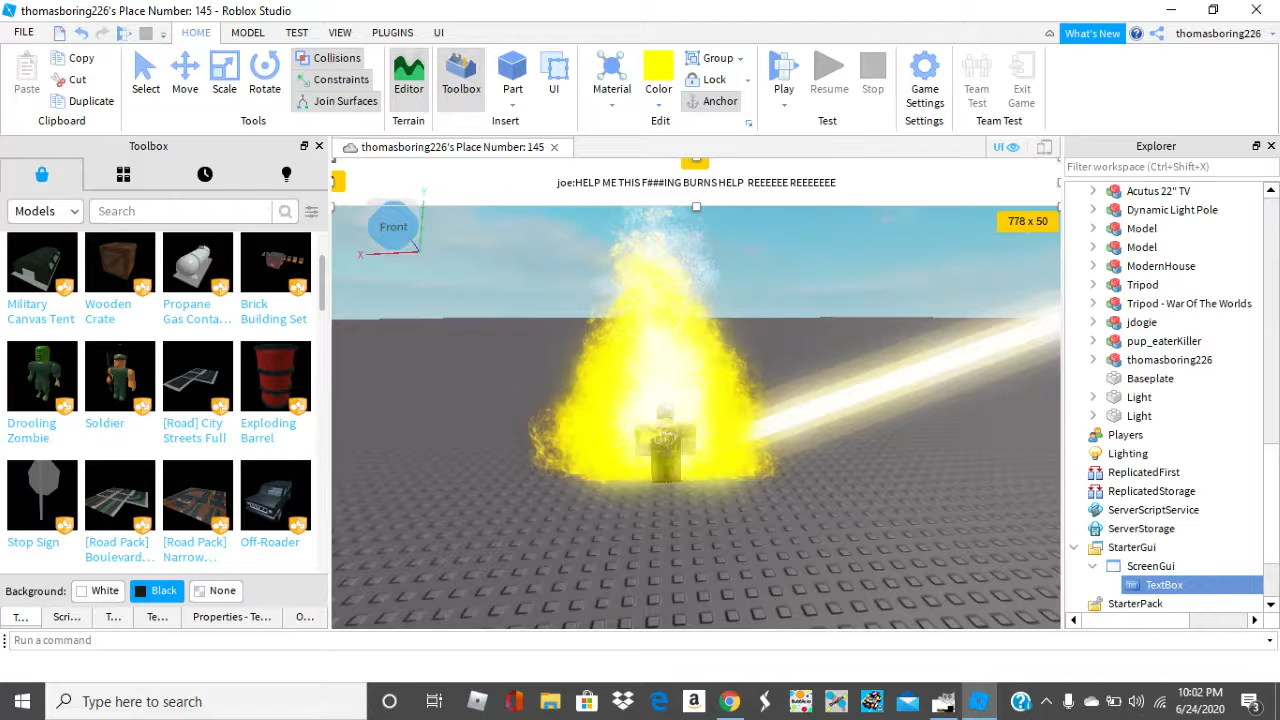 thomasboring226's Place Number: 145 - Roblox Studio
FILE HOME MODEL TEST VIEW PLUGINS UI What's New thomasboring226
Paste Copy Cut Duplicate Clipboard
Select Move Scale Rotate Collisions Constraints Join Surfaces Tools
Editor Terrain
Toolbox Part UI Insert
Material Color Group Lock Anchor Edit
Play Resume Stop Test
Game Settings Settings
Team Test Exit Game Team Test
Toolbox
Models Search
Military Canvas Tent
Wooden Crate
Propane Gas Conta...
Brick Building Set
Drooling Zombie
Soldier
[Road] City Streets Full
Exploding Barrel
Stop Sign
[Road Pack] Boulevard...
[Road Pack] Narrow...
Off-Roader
Background: White Black None
T... Scri... T... Te... Properties - Te... O...
thomasboring226's Place Number: 145
UI
joe:HELP ME THIS F###ING BURNS HELP REEEEEE REEEEEEE
Front
Y
X
778 x 50
Explorer
Filter workspace (Ctrl+Shift+X)
Acutus 22" TV
Dynamic Light Pole
Model
Model
ModernHouse
Tripod
Tripod - War Of The Worlds
jdogie
pup_eaterKiller
thomasboring226
Baseplate
Light
Light
Players
Lighting
ReplicatedFirst
ReplicatedStorage
ServerScriptService
ServerStorage
StarterGui
ScreenGui
TextBox
StarterPack
Run a command
Type here to search
10:02 PM
6/24/2020
3